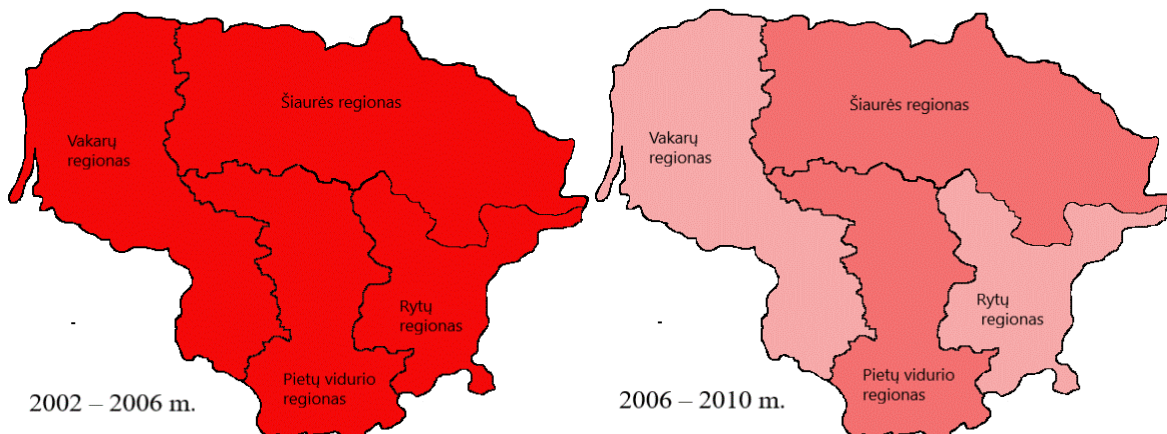 Šiaurės regionas
Vakarų
regionas
Rytų
regionas
Pietų vidurio
regionas
2002 – 2006 m.
Šiaurės regionas
Vakarų
regionas
Rytų
regionas
Pietų vidurio
regionas
2006 – 2010 m.